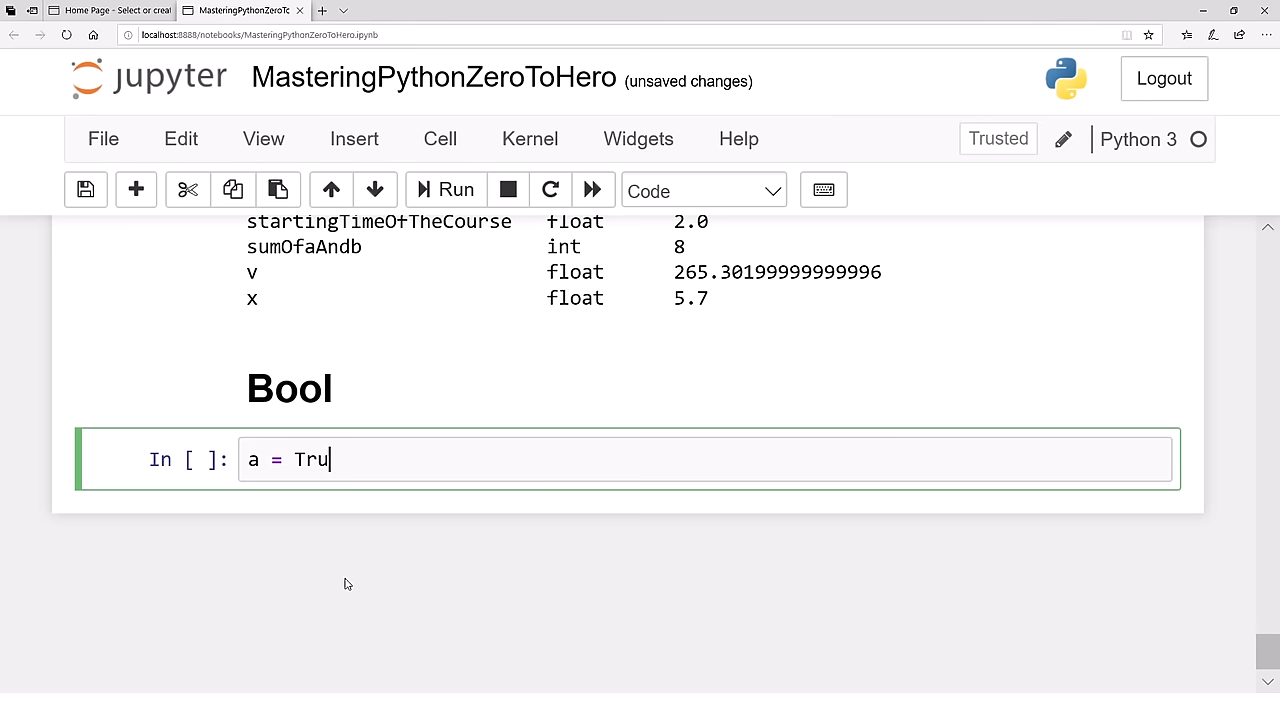 Home Page - Select or creat
MasteringPythonZeroToC
localhost:8888/notebooks/MasteringPythonZeroToHero.ipynb
jupyter MasteringPythonZeroToHero (unsaved changes) Logout
File Edit View Insert Cell Kernel Widgets Help Trusted Python 3
Run Code
startingTimeOfTheCourse float 2.0
sumOfaAndb int 8
v float 265.30199999999996
x float 5.7
Bool
In [ ]: a = Tru